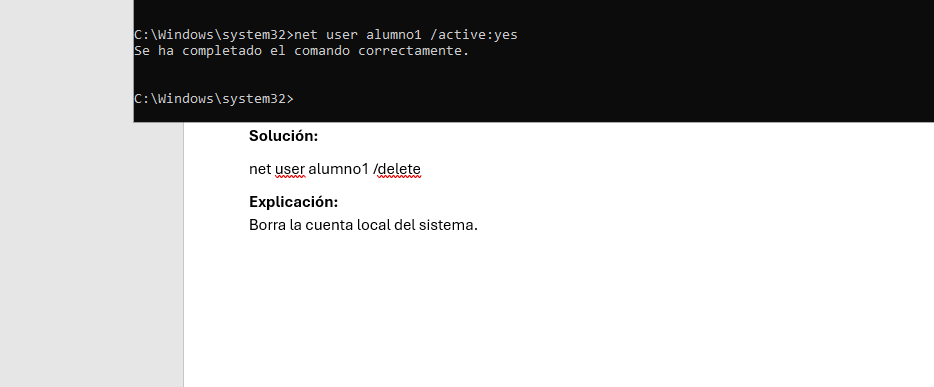 C:\Windows\system32>net user alumno1 /active:yes
Se ha completado el comando correctamente.
C:\Windows\system32>
Solución:
net user alumno1 /delete
Explicación:
Borra la cuenta local del sistema.